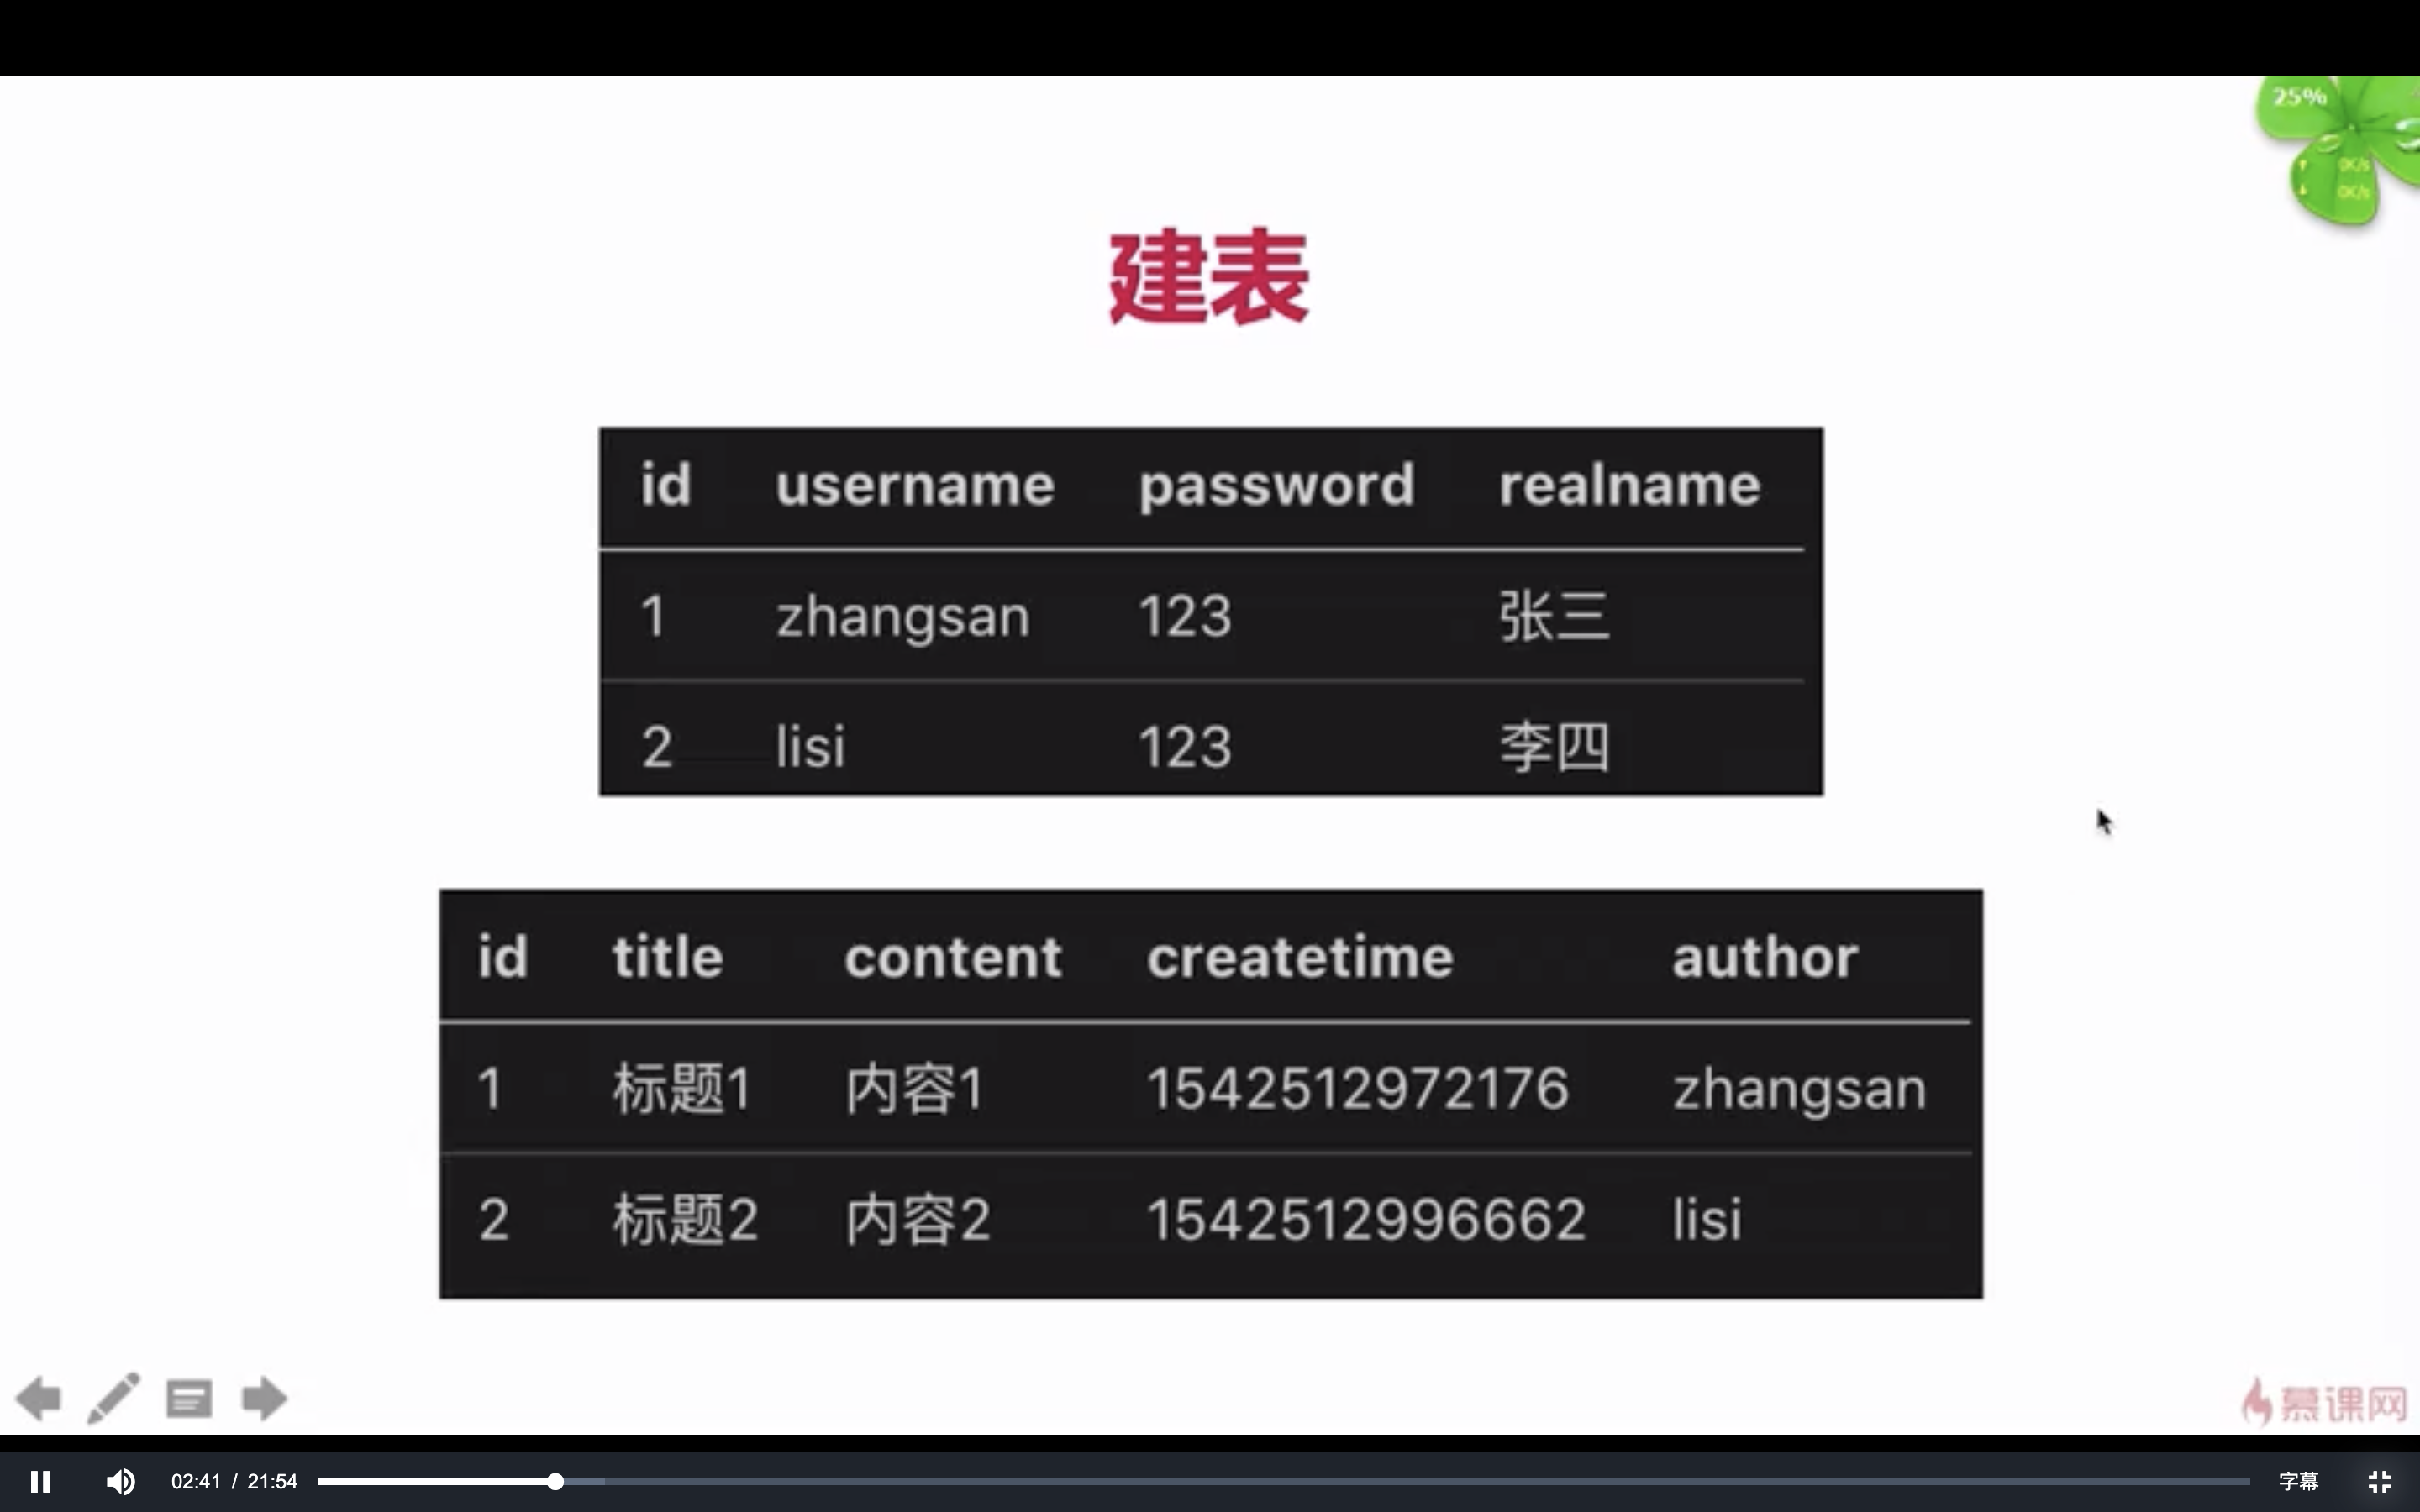 25%
0K/s
0K/s
建表
id username password realname
1 zhangsan 123 张三
2 lisi 123 李四
id title content createtime author
1 标题1 内容1 1542512972176 zhangsan
2 标题2 内容2 1542512996662 lisi
慕课网
02:41 / 21:54 字幕